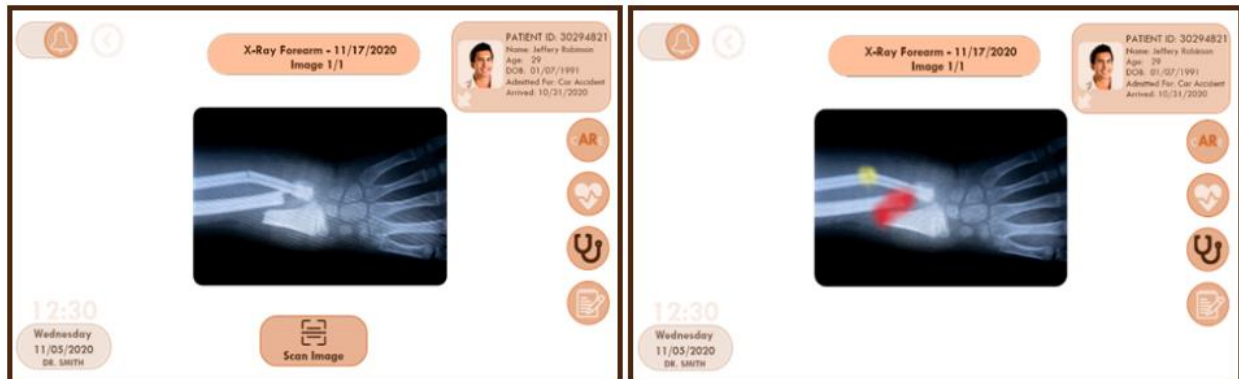 X-Ray Forearm - 11/17/2020
Image 1/1
PATIENT ID: 30294821
Name: Jeffery Robinson
Age: 29
DOB: 01/07/1991
Admitted For: Car Accident
Arrived: 10/31/2020
AR
12:30
Wednesday
11/05/2020
DR. SMITH
Scan Image
X-Ray Forearm - 11/17/2020
Image 1/1
PATIENT ID: 30294821
Name: Jeffery Robinson
Age: 29
DOB: 01/07/1991
Admitted For: Car Accident
Arrived: 10/31/2020
AR
12:30
Wednesday
11/05/2020
DR. SMITH